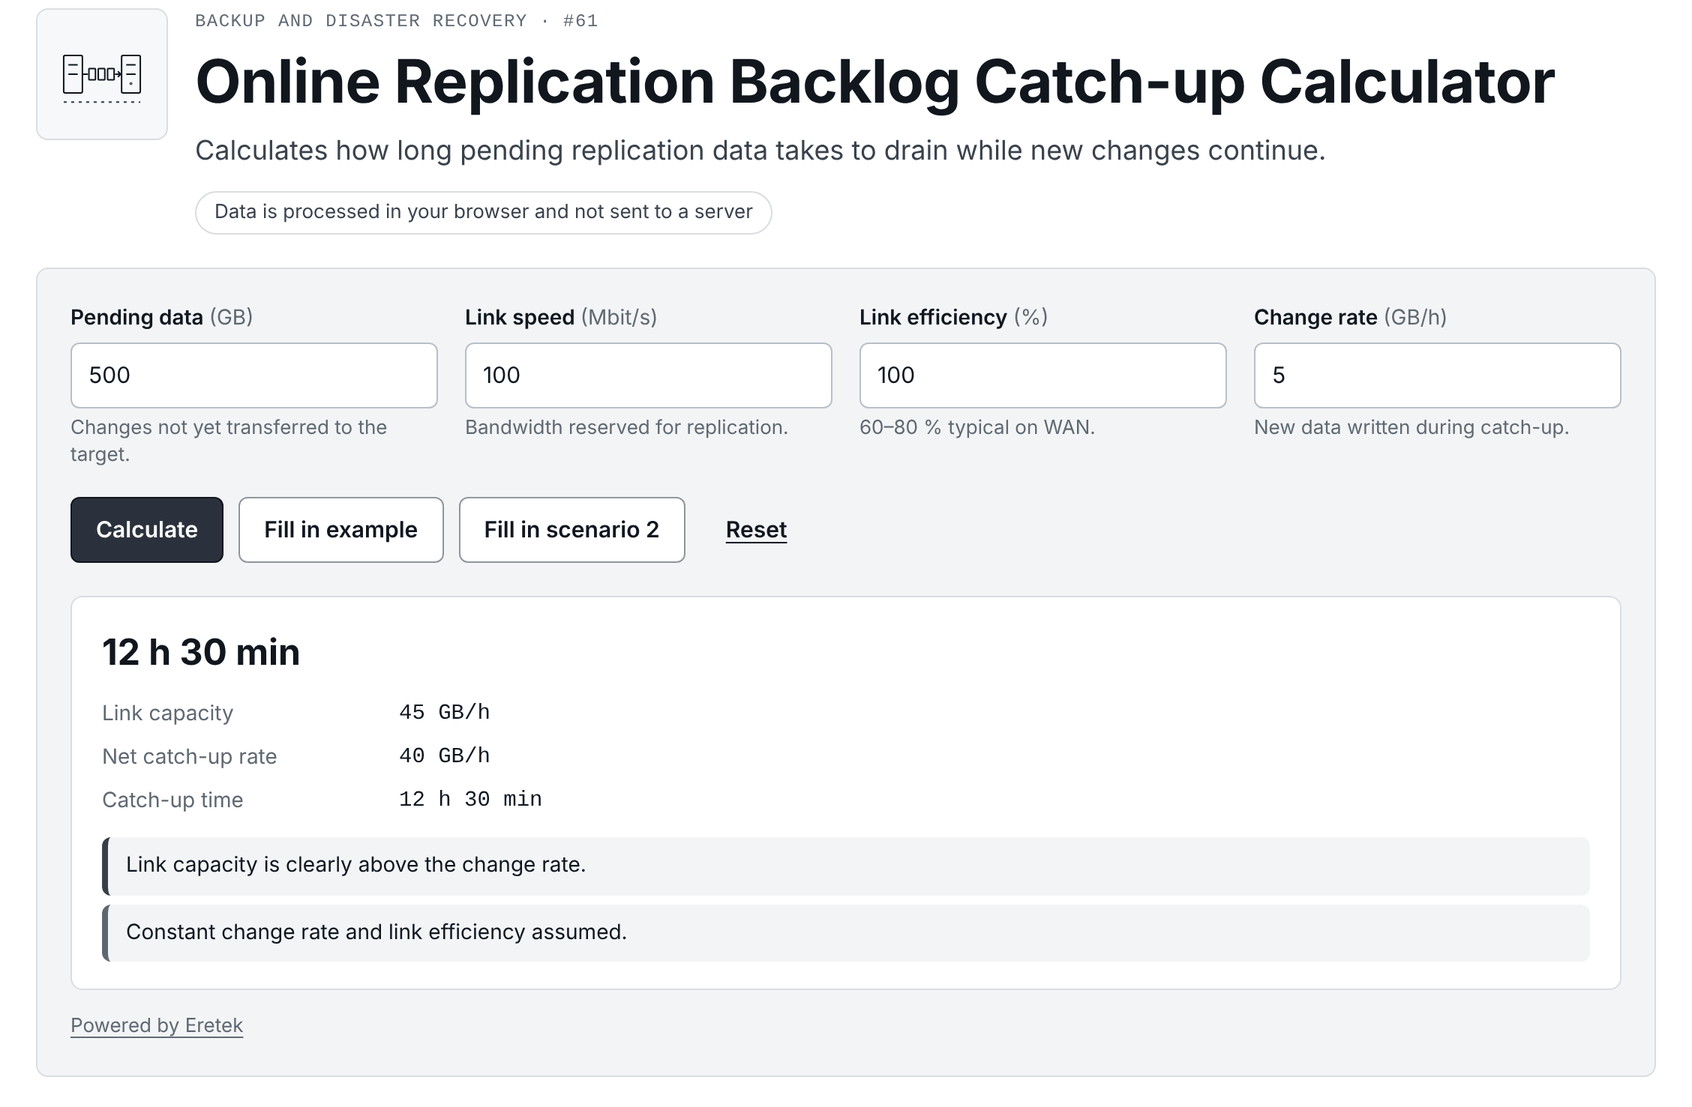 BACKUP AND DISASTER RECOVERY · #61
Online Replication Backlog Catch-up Calculator
Calculates how long pending replication data takes to drain while new changes continue.
Data is processed in your browser and not sent to a server
Pending data (GB)
500
Changes not yet transferred to the
target.
Link speed (Mbit/s)
100
Bandwidth reserved for replication.
Link efficiency (%)
100
60–80 % typical on WAN.
Change rate (GB/h)
5
New data written during catch-up.
Calculate
Fill in example
Fill in scenario 2
Reset
12 h 30 min
Link capacity 45 GB/h
Net catch-up rate 40 GB/h
Catch-up time 12 h 30 min
Link capacity is clearly above the change rate.
Constant change rate and link efficiency assumed.
Powered by Eretek